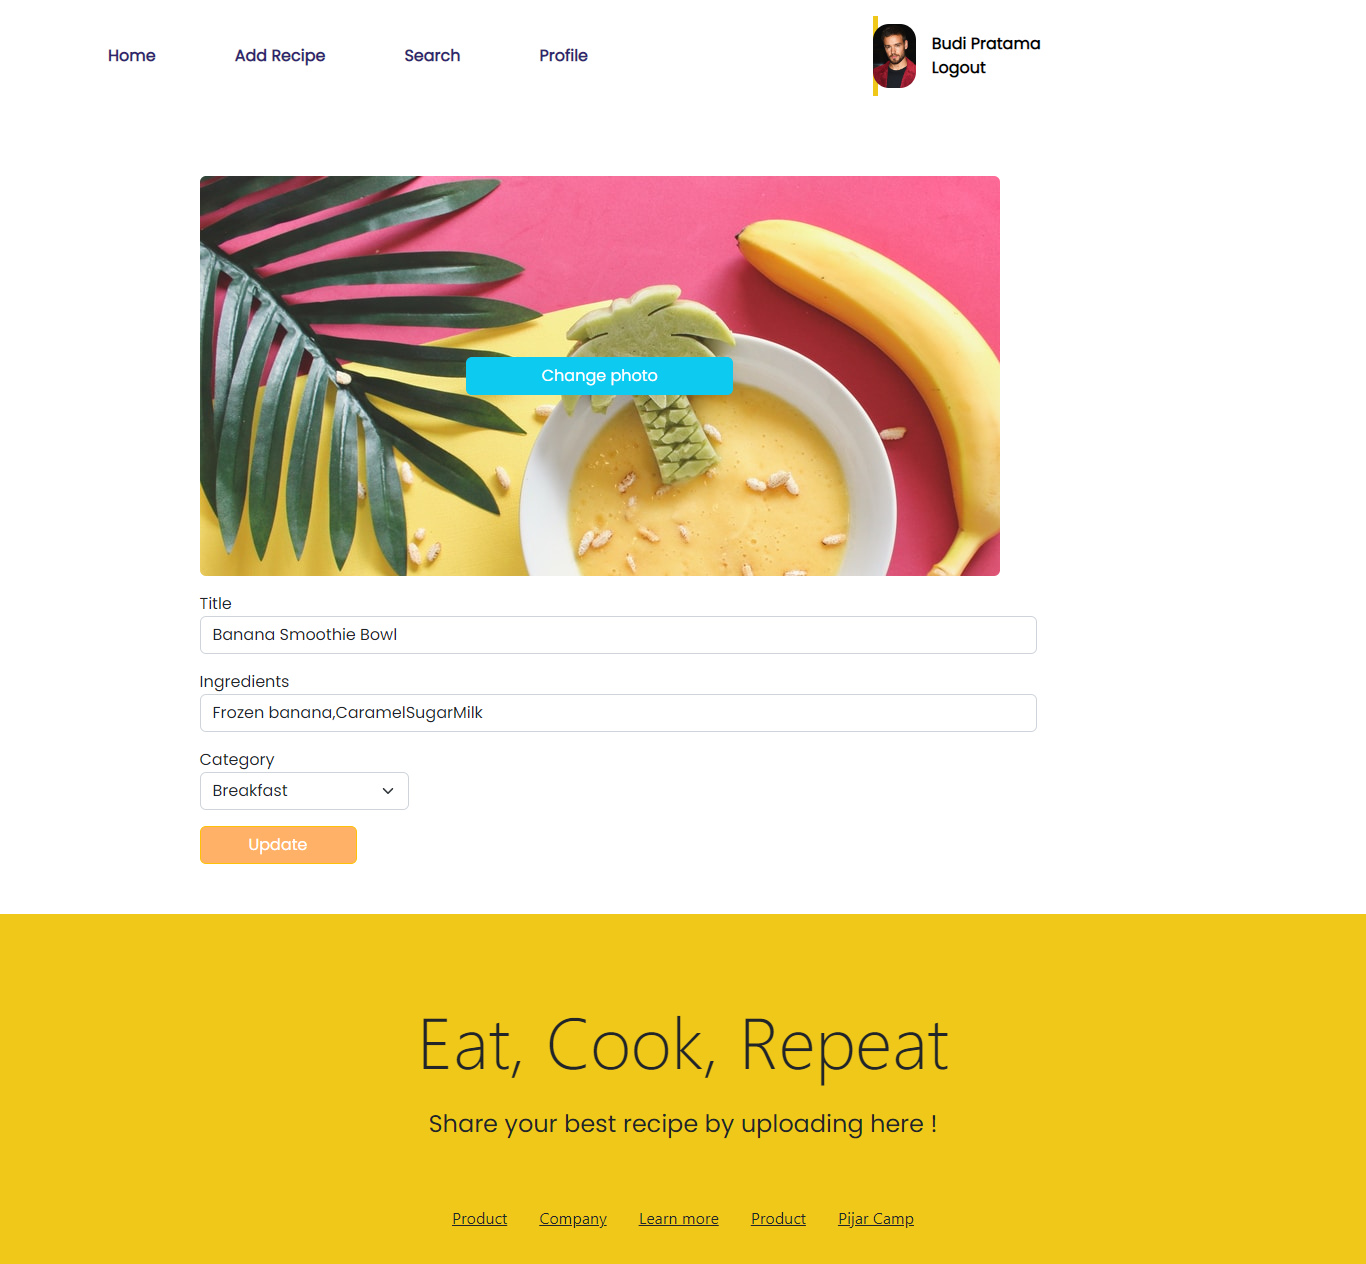 Home Add Recipe Search Profile
Budi Pratama
Logout
Change photo
Title
Banana Smoothie Bowl
Ingredients
Frozen banana,CaramelSugarMilk
Category
Breakfast
Update
Eat, Cook, Repeat
Share your best recipe by uploading here !
Product Company Learn more Product Pijar Camp